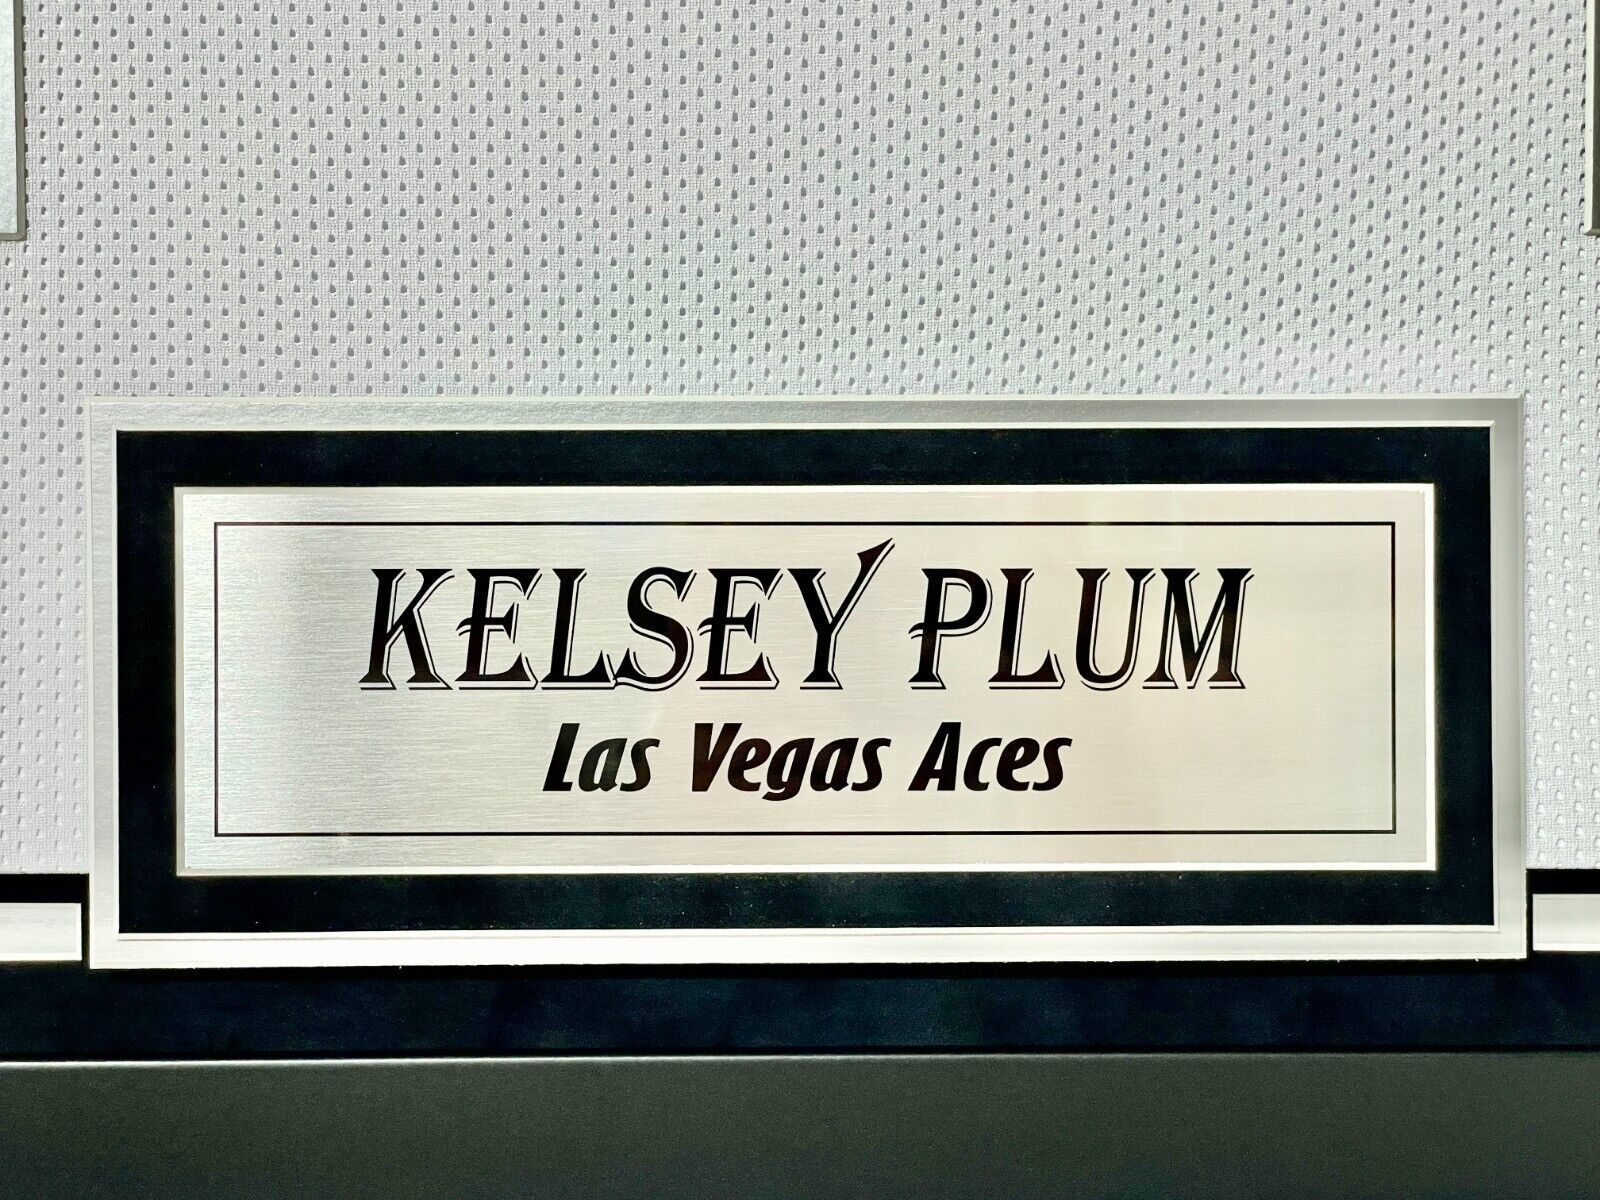 KELSEY PLUM
Las Vegas Aces